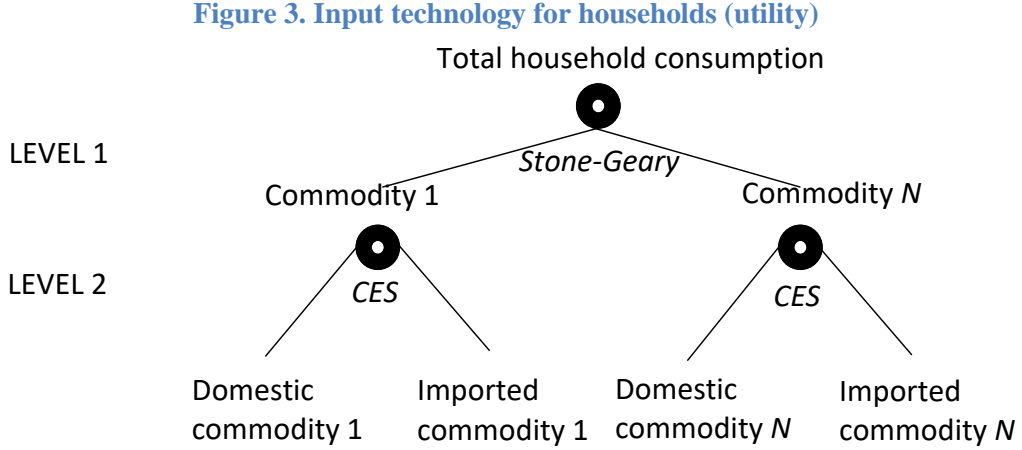 Figure 3. Input technology for households (utility)
Total household consumption
LEVEL 1
Stone-Geary
Commodity 1
Commodity N
LEVEL 2
CES
CES
Domestic
commodity 1
Imported
commodity 1
Domestic
commodity N
Imported
commodity N